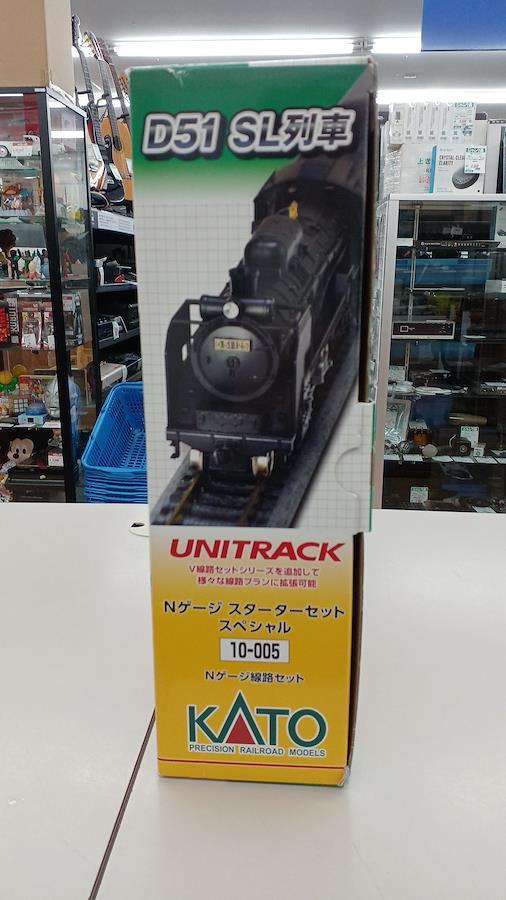 D51 SL列車
UNITRACK
V線路セットシリーズを追加して
様々な線路プランに拡張可能
Nゲージ スターターセット
スペシャル
10-005
Nゲージ線路セット
KATO
PRECISION RAILROAD MODELS
CRYSTAL CLEAR
CLARITY